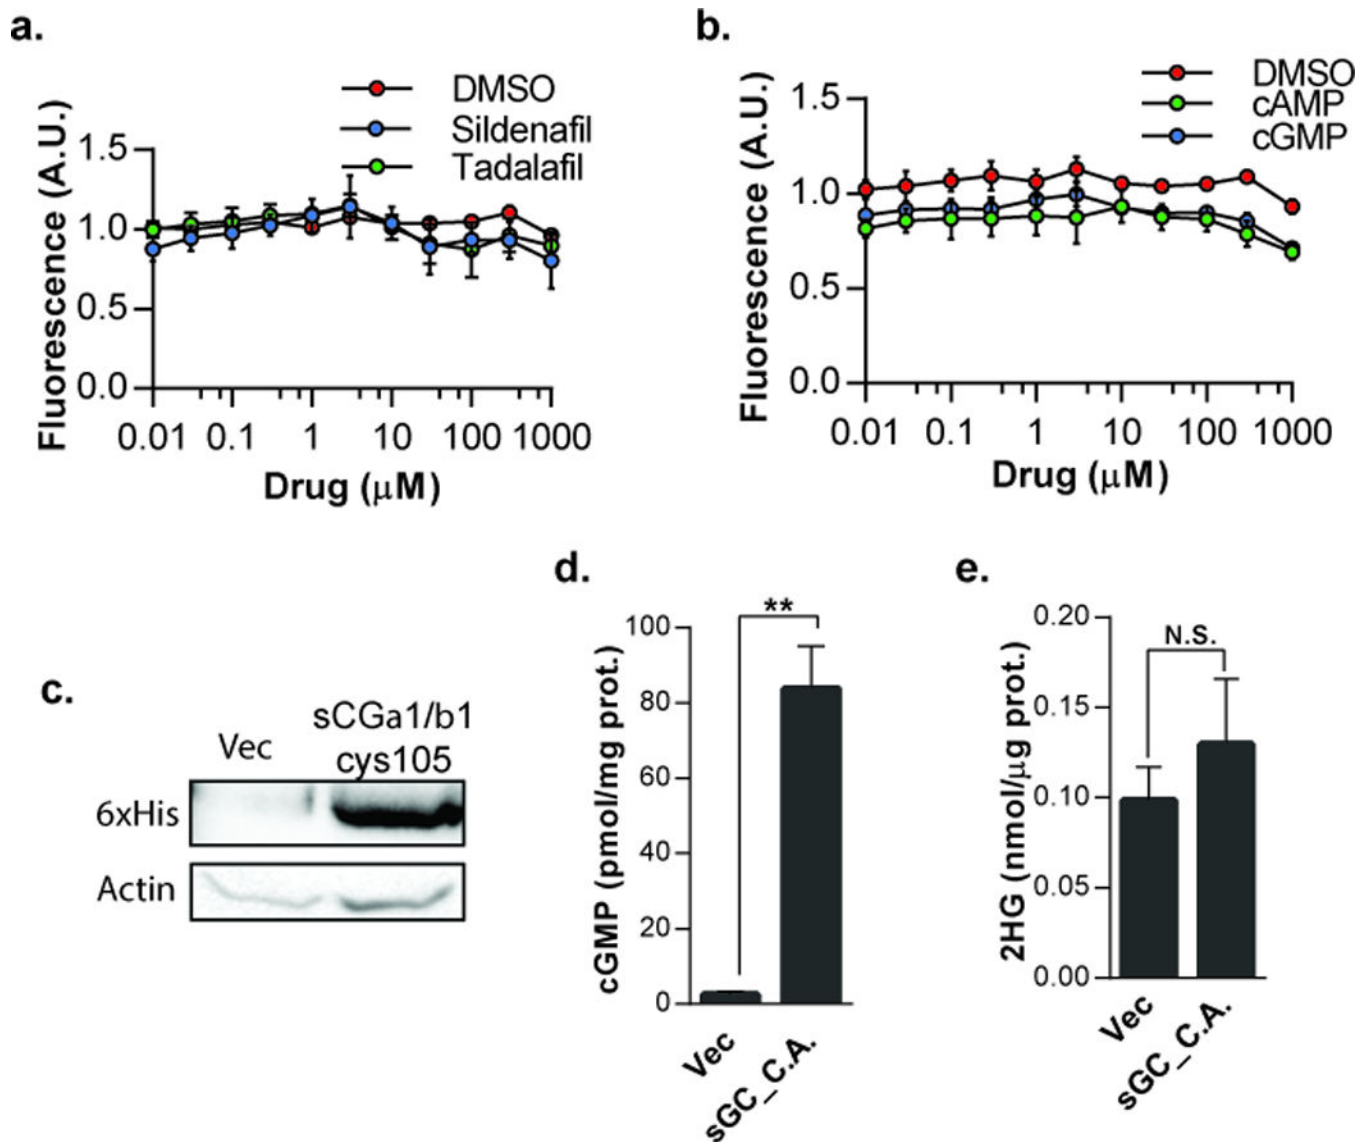 a.
DMSO
Sildenafil
Tadalafil
Fluorescence (A.U.)
1.5
1.0
0.5
0.0
0.01 0.1 1 10 100 1000
Drug (μM)
b.
DMSO
cAMP
cGMP
Fluorescence (A.U.)
1.5
1.0
0.5
0.0
0.01 0.1 1 10 100 1000
Drug (μM)
c.
Vec
sCGa1/b1
cys105
6xHis
Actin
d.
**
cGMP (pmol/mg prot.)
100
80
60
40
20
0
Vec
sGC_C.A.
e.
N.S.
2HG (nmol/μg prot.)
0.20
0.15
0.10
0.05
0.00
Vec
sGC_C.A.